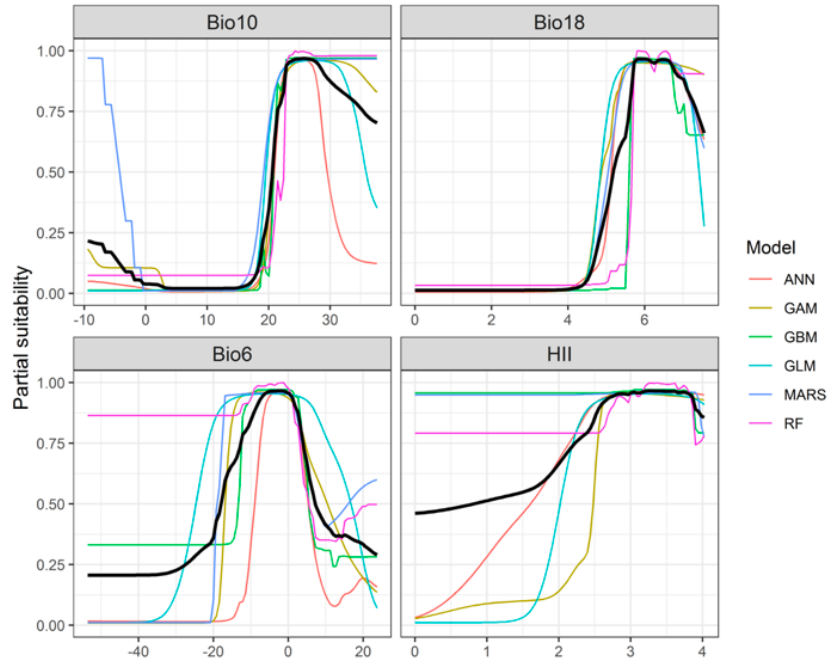 Bio10
Bio18
1.00
0.75
0.50
0.25
0.00
-10 0 10 20 30
0 2 4 6
Bio6
HII
1.00
0.75
0.50
0.25
0.00
-40 -20 0 20
0 1 2 3 4
Partial suitability
Model
ANN
GAM
GBM
GLM
MARS
RF